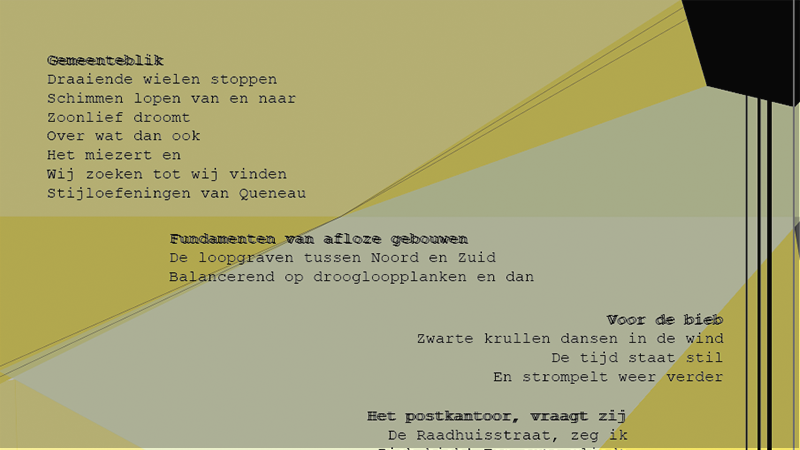 Gemeenteblik
Draaiende wielen stoppen
Schimmen lopen van en naar
Zoonlief droomt
Over wat dan ook
Het miezert en
Wij zoeken tot wij vinden
Stijloefeningen van Queneau
Fundamenten van afloze gebouwen
De loopgraven tussen Noord en Zuid
Balancerend op droogloopplanken en dan
Voor de bieb
Zwarte krullen dansen in de wind
De tijd staat stil
En strompelt weer verder
Het postkantoor, vraagt zij
De Raadhuisstraat, zeg ik